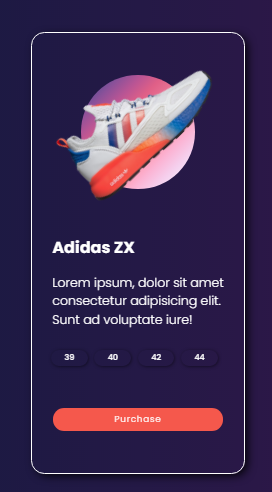 Adidas ZX
Lorem ipsum, dolor sit amet
consectetur adipisicing elit.
Sunt ad voluptate iure!
39 40 42 44
Purchase